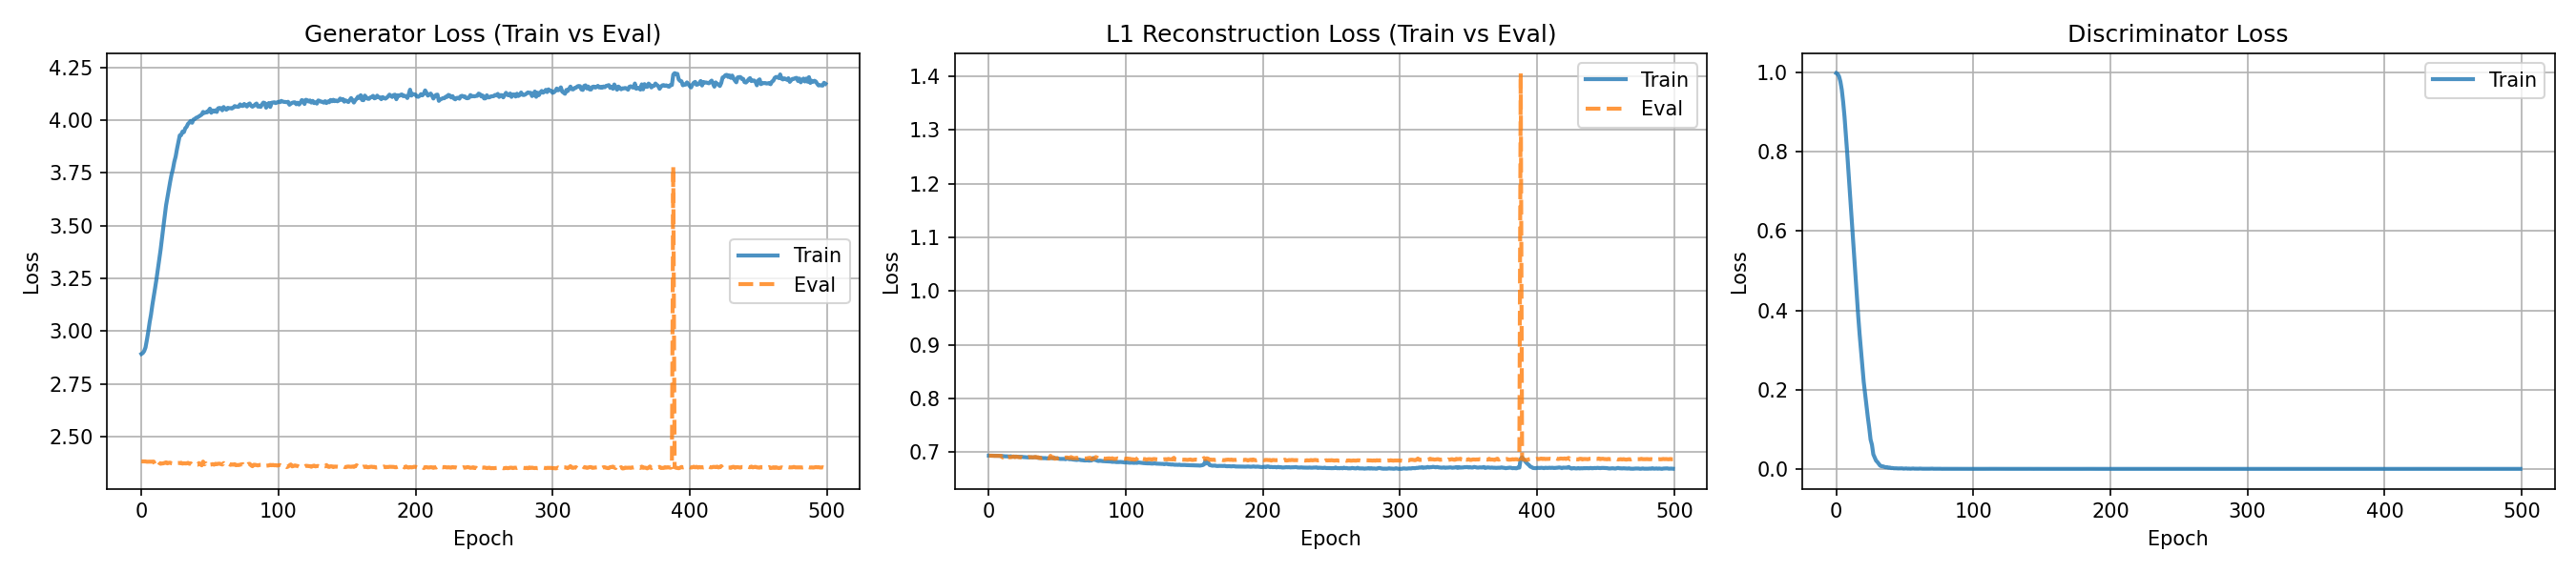 Generator Loss (Train vs Eval)
4.25
4.00
3.75
3.50
3.25
3.00
2.75
2.50
Loss
Train
Eval
0 100 200 300 400 500
Epoch
L1 Reconstruction Loss (Train vs Eval)
1.4
1.3
1.2
1.1
1.0
0.9
0.8
0.7
Loss
Train
Eval
0 100 200 300 400 500
Epoch
Discriminator Loss
1.0
0.8
0.6
0.4
0.2
0.0
Loss
Train
0 100 200 300 400 500
Epoch